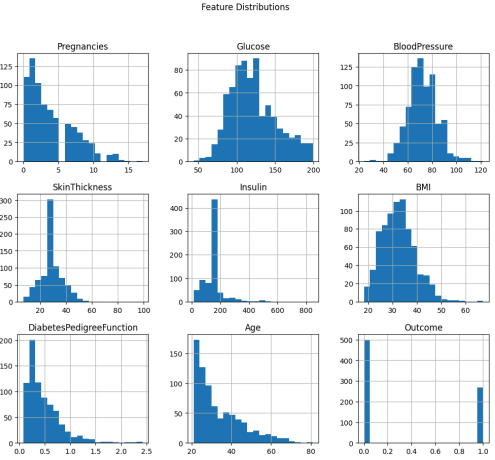 Feature Distributions
Pregnancies
Glucose
BloodPressure
125
100
75
50
25
0
0 5 10 15
80
60
40
20
0
50 100 150 200
125
100
75
50
25
0
20 40 60 80 100 120
SkinThickness
Insulin
BMI
300
250
200
150
100
50
0
20 40 60 80 100
400
300
200
100
0
0 200 400 600 800
100
80
60
40
20
0
20 30 40 50 60
DiabetesPedigreeFunction
Age
Outcome
200
150
100
50
0
0.0 0.5 1.0 1.5 2.0 2.5
150
100
50
0
20 40 60 80
500
400
300
200
100
0
0.0 0.2 0.4 0.6 0.8 1.0